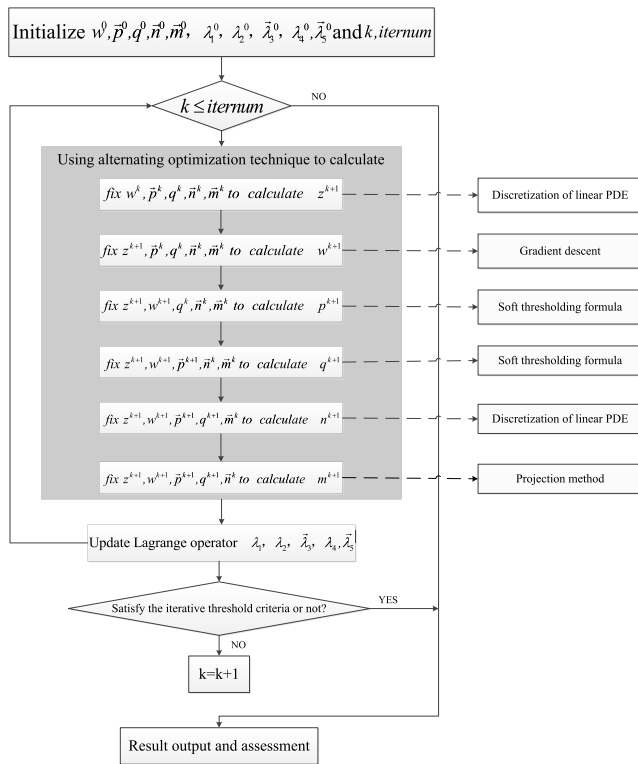 Initialize w⁰,p⃗⁰,q⁰,n⃗⁰,m⃗⁰, λ₁⁰, λ₂⁰, λ⃗₃⁰, λ₄⁰,λ⃗₅⁰ and k,iternum
k ≤ iternum
NO
Using alternating optimization technique to calculate
fix wᵏ,p⃗ᵏ,qᵏ,n⃗ᵏ,m⃗ᵏ to calculate zᵏ⁺¹
Discretization of linear PDE
fix zᵏ⁺¹,p⃗ᵏ,qᵏ,n⃗ᵏ,m⃗ᵏ to calculate wᵏ⁺¹
Gradient descent
fix zᵏ⁺¹,wᵏ⁺¹,qᵏ,n⃗ᵏ,m⃗ᵏ to calculate pᵏ⁺¹
Soft thresholding formula
fix zᵏ⁺¹,wᵏ⁺¹,p⃗ᵏ⁺¹,n⃗ᵏ,m⃗ᵏ to calculate qᵏ⁺¹
Soft thresholding formula
fix zᵏ⁺¹,wᵏ⁺¹,p⃗ᵏ⁺¹,qᵏ⁺¹,m⃗ᵏ to calculate nᵏ⁺¹
Discretization of linear PDE
fix zᵏ⁺¹,wᵏ⁺¹,p⃗ᵏ⁺¹,qᵏ⁺¹,n⃗ᵏ to calculate mᵏ⁺¹
Projection method
Update Lagrange operator λ₁, λ₂, λ⃗₃, λ₄,λ⃗₅
Satisfy the iterative threshold criteria or not?
YES
NO
k=k+1
Result output and assessment